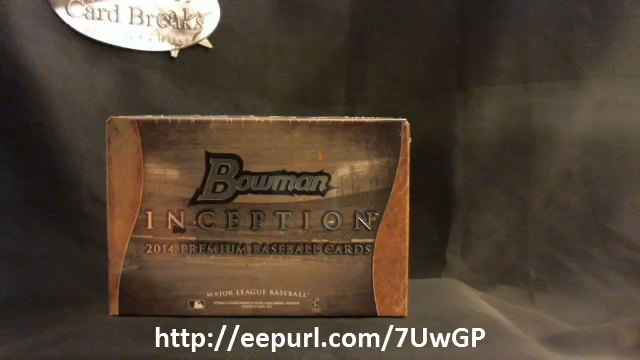 Card Breaks
Bowman
INCEPTION
2014 PREMIUM BASEBALL CARDS
MAJOR LEAGUE BASEBALL
http://eepurl.com/7UwGP